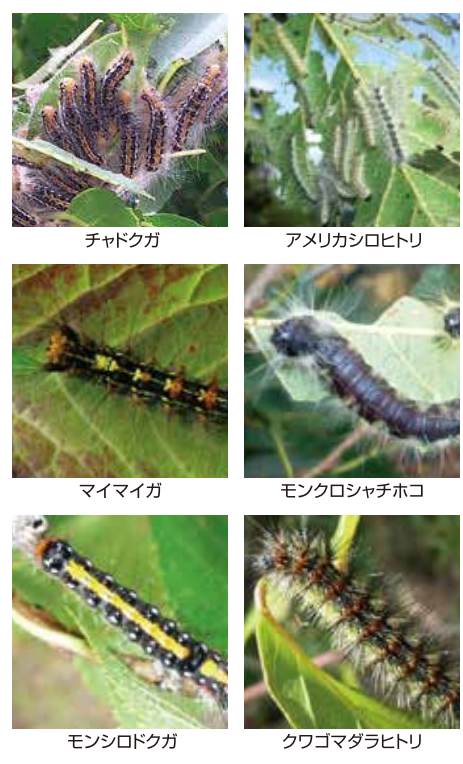 チャドクガ
アメリカシロヒトリ
マイマイガ
モンクロシャチホコ
モンシロドクガ
クワゴマダラヒトリ